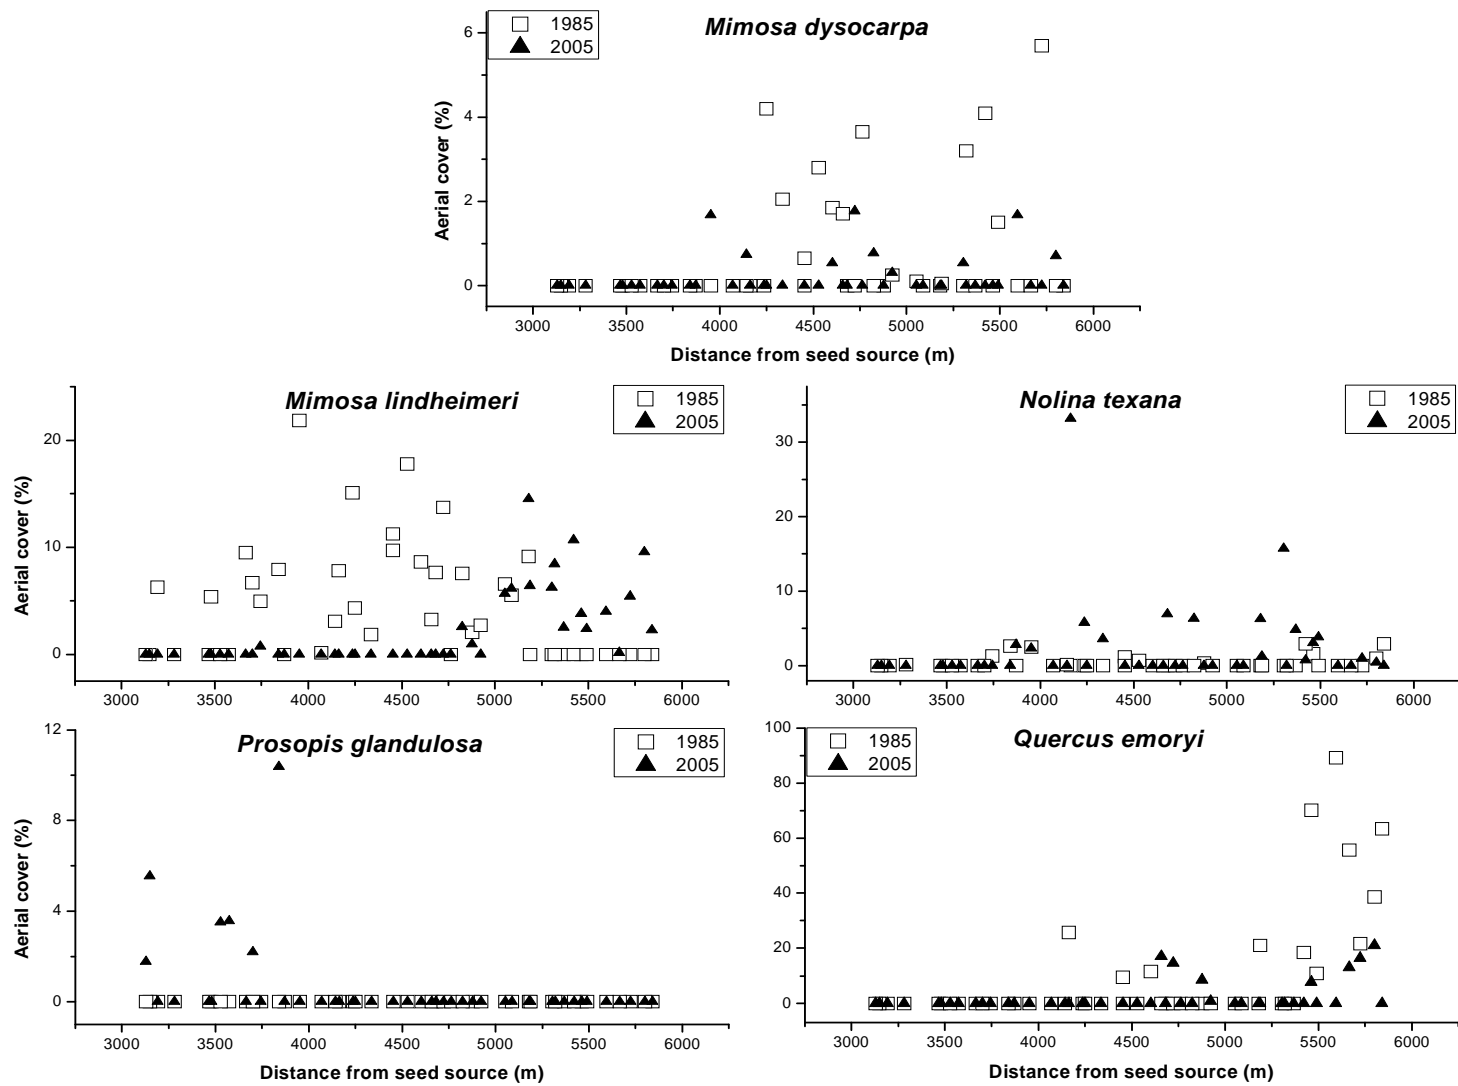 1985
2005
Mimosa dysocarpa
Aerial cover (%)
6
4
2
0
3000 3500 4000 4500 5000 5500 6000
Distance from seed source (m)
Mimosa lindheimeri
1985
2005
Aerial cover (%)
20
10
0
3000 3500 4000 4500 5000 5500 6000
Nolina texana
1985
2005
30
20
10
0
3000 3500 4000 4500 5000 5500 6000
Prosopis glandulosa
1985
2005
Aerial cover (%)
12
8
4
0
3000 3500 4000 4500 5000 5500 6000
Distance from seed source (m)
1985
2005
Quercus emoryi
100
80
60
40
20
0
3000 3500 4000 4500 5000 5500 6000
Distance from seed source (m)